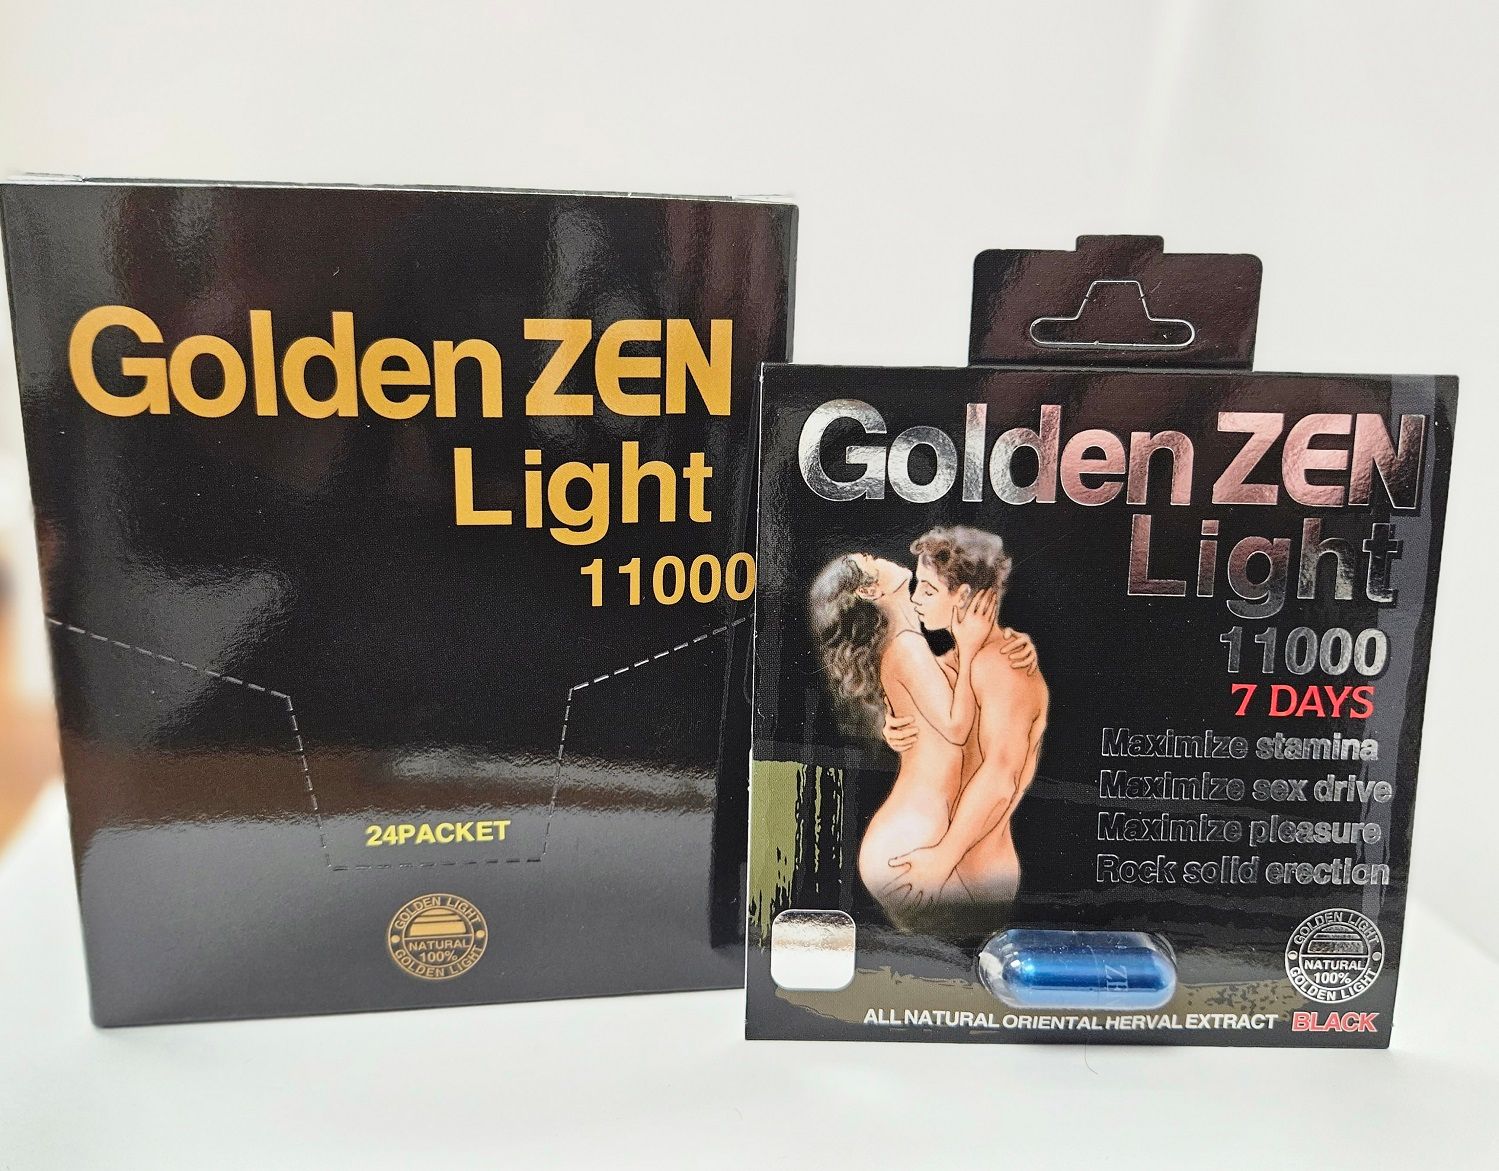 Golden ZEN
Light
11000
24PACKET
GOLDEN LIGHT
NATURAL
100%
GOLDEN LIGHT
Golden ZEN
Light
11000
7 DAYS
Maximize stamina
Maximize sex drive
Maximize pleasure
Rock solid erection
GOLDEN LIGHT
NATURAL
100%
GOLDEN LIGHT
ZEN
ALL NATURAL ORIENTAL HERVAL EXTRACT BLACK